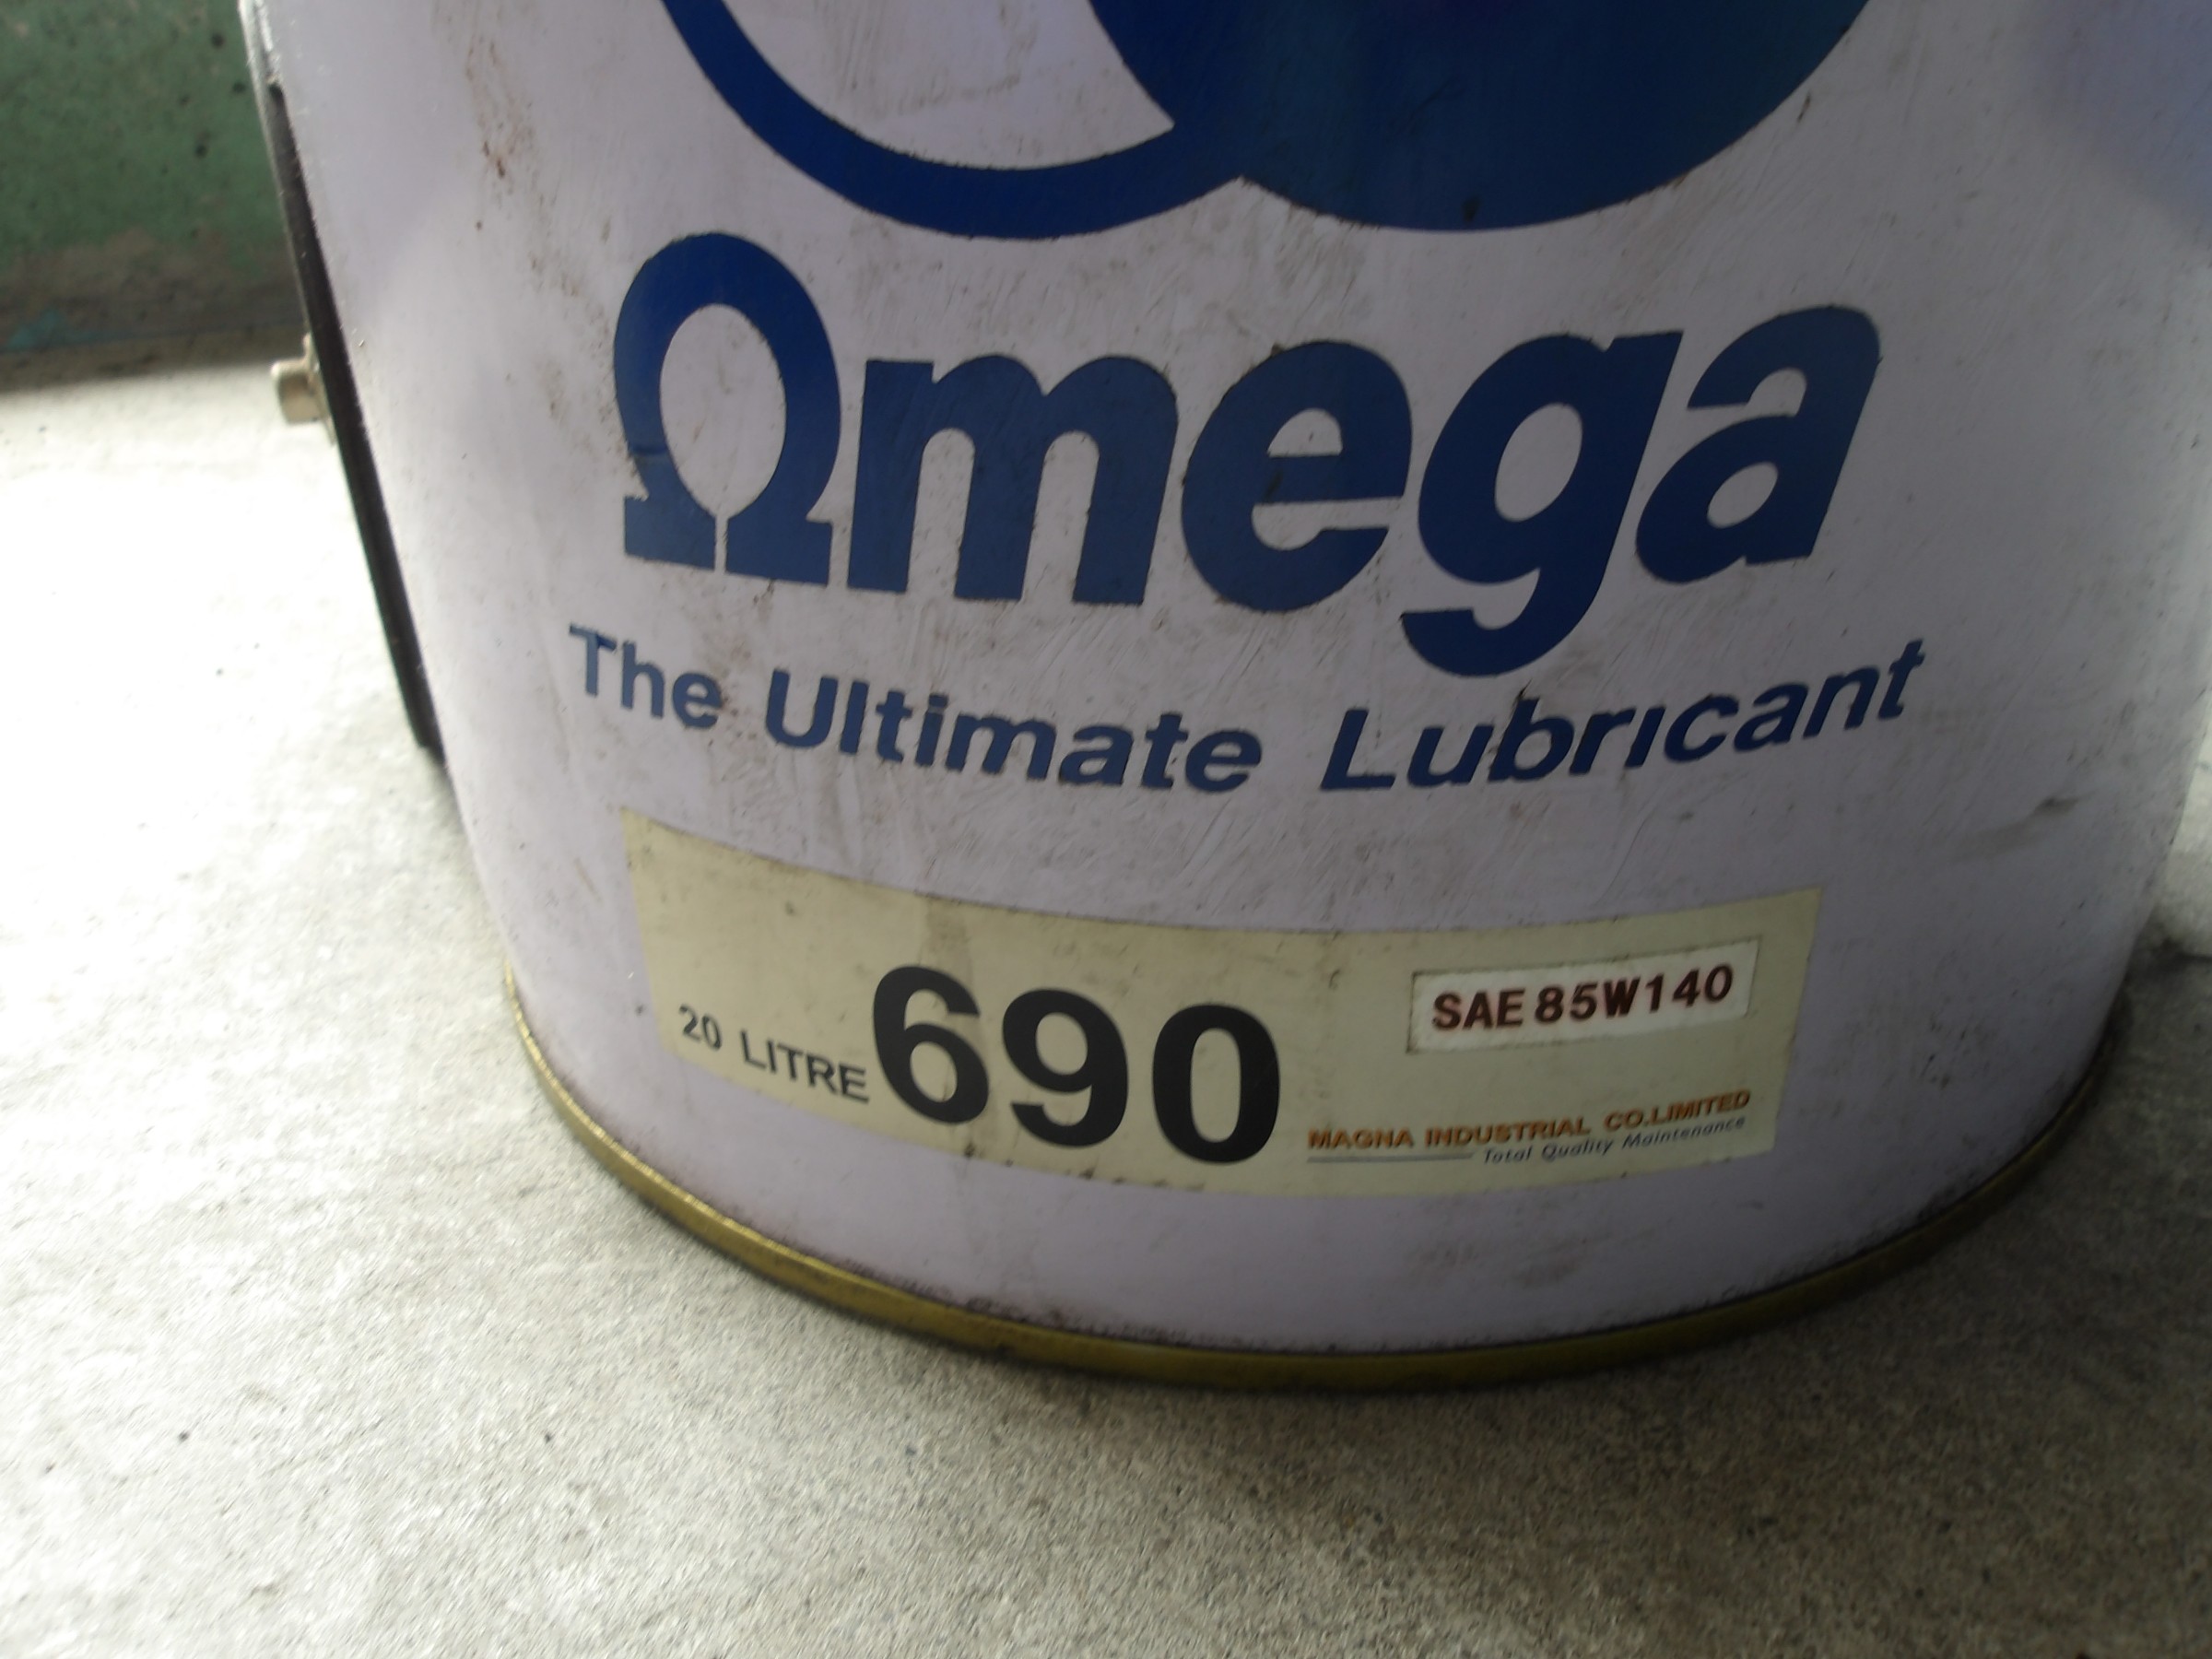 Ωmega
The Ultimate Lubricant
20 LITRE 690
SAE 85W140
MAGNA INDUSTRIAL CO.LIMITED
Total Quality Maintenance